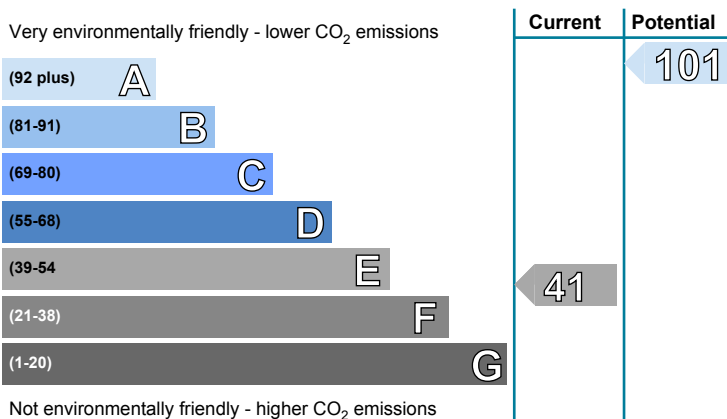 Current Potential
Very environmentally friendly - lower CO2 emissions
101
(92 plus) A
(81-91) B
(69-80) C
(55-68) D
(39-54 E
41
(21-38) F
(1-20) G
Not environmentally friendly - higher CO2 emissions